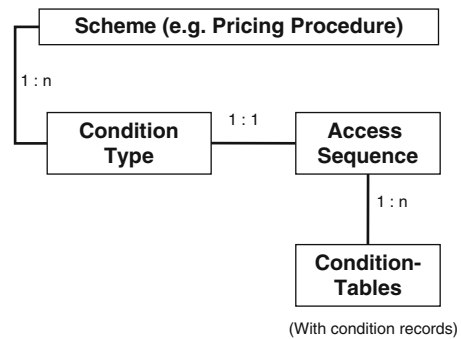 Scheme (e.g. Pricing Procedure)
1 : n
Condition
Type
1 : 1
Access
Sequence
1 : n
Condition-
Tables
(With condition records)